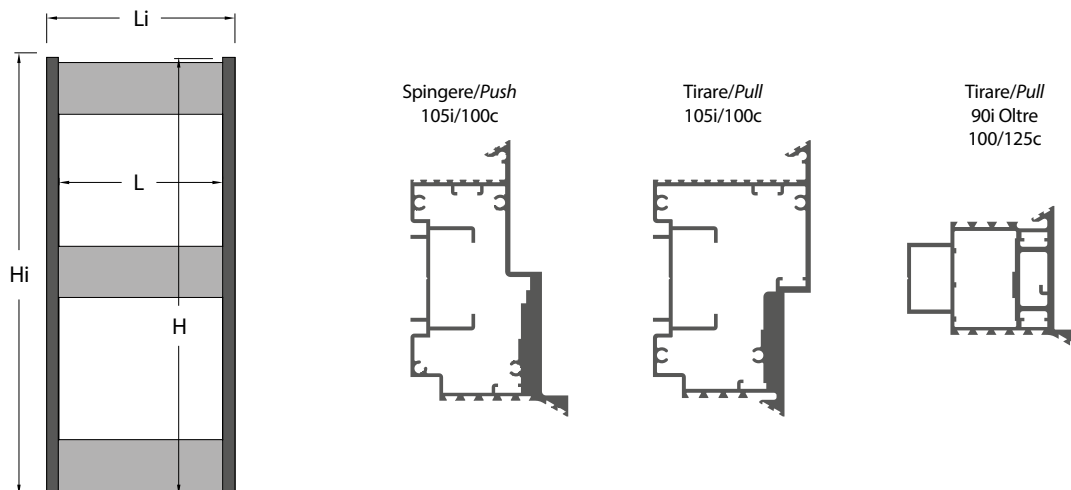 Li
Hi
L
H
Spingere/Push
105i/100c
Tirare/Pull
105i/100c
Tirare/Pull
90i Oltre
100/125c